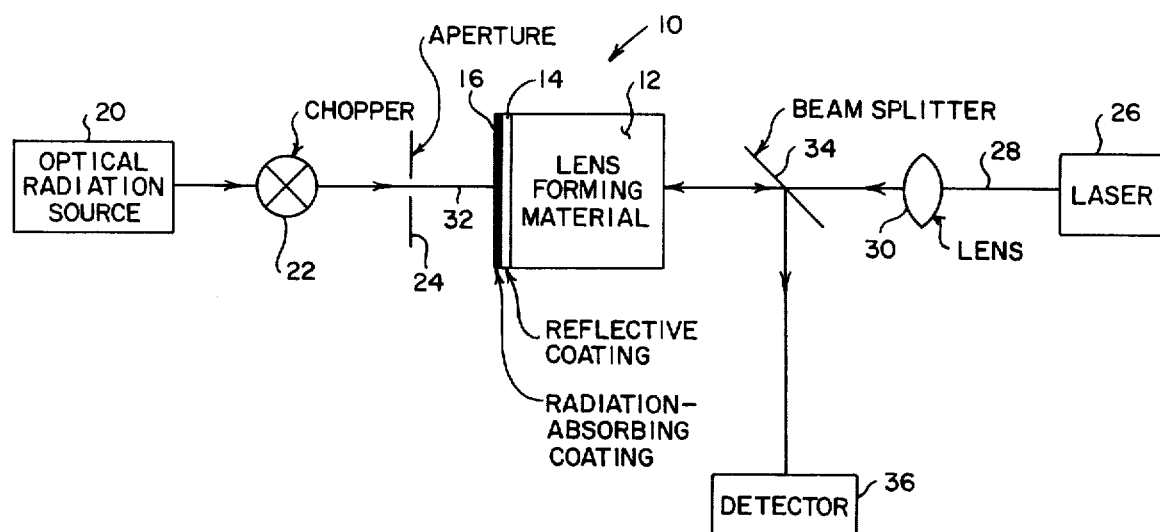 APERTURE
10
16
14
12
20
CHOPPER
BEAM SPLITTER
26
OPTICAL
RADIATION
SOURCE
LENS
FORMING
MATERIAL
34
28
LASER
32
22
24
30
LENS
REFLECTIVE
COATING
RADIATION-
ABSORBING
COATING
DETECTOR
36